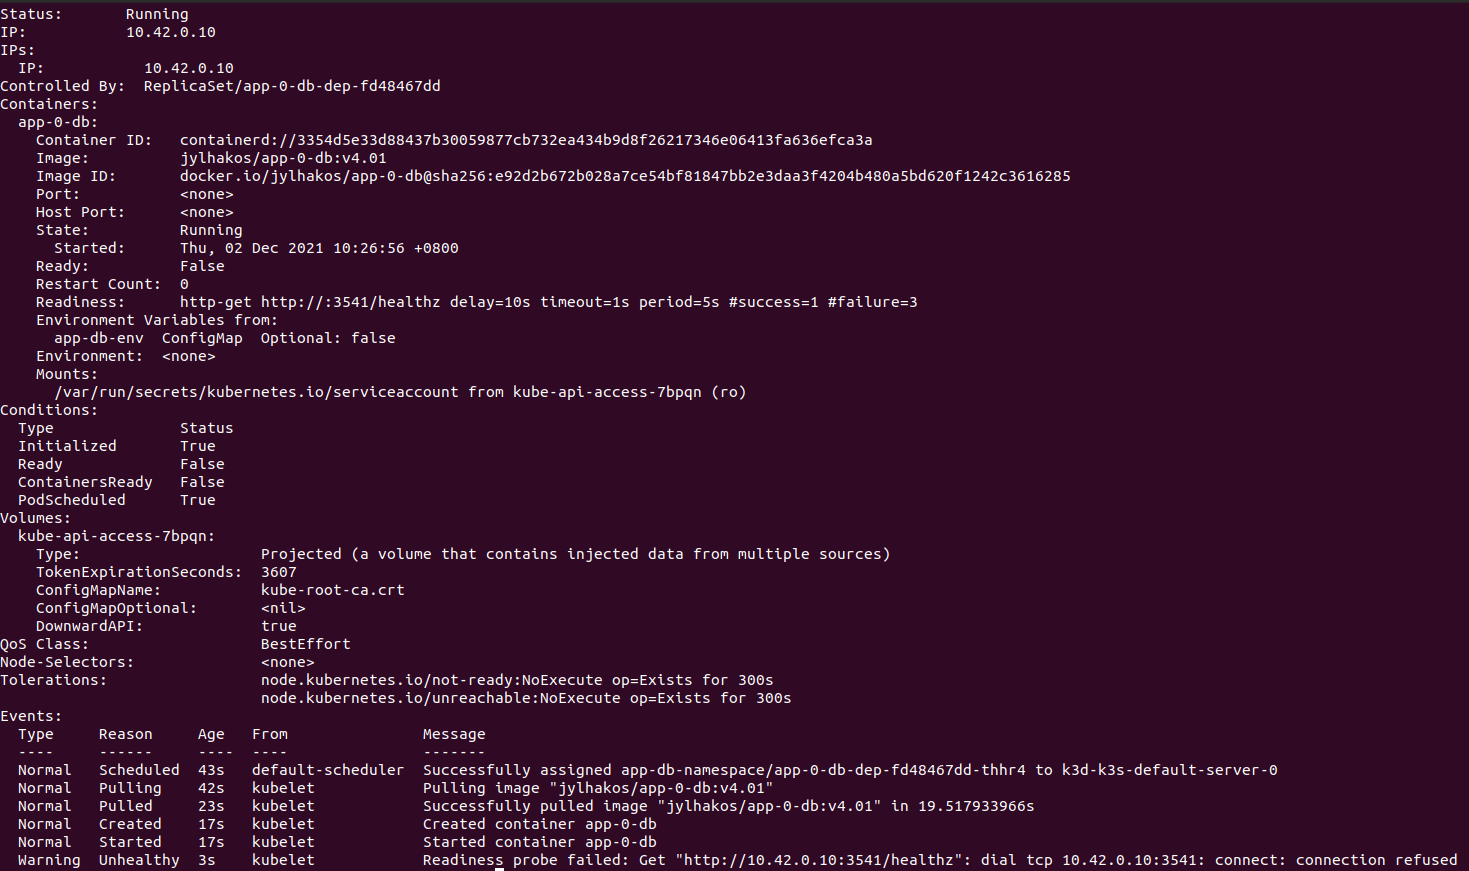 Status:       Running
IP:           10.42.0.10
IPs:
  IP:           10.42.0.10
Controlled By:  ReplicaSet/app-0-db-dep-fd48467dd
Containers:
  app-0-db:
    Container ID:   containerd://3354d5e33d88437b30059877cb732ea434b9d8f26217346e06413fa636efca3a
    Image:          jylhakos/app-0-db:v4.01
    Image ID:       docker.io/jylhakos/app-0-db@sha256:e92d2b672b028a7ce54bf81847bb2e3daa3f4204b480a5bd620f1242c3616285
    Port:           <none>
    Host Port:      <none>
    State:          Running
      Started:      Thu, 02 Dec 2021 10:26:56 +0800
    Ready:          False
    Restart Count:  0
    Readiness:      http-get http://:3541/healthz delay=10s timeout=1s period=5s #success=1 #failure=3
    Environment Variables from:
      app-db-env  ConfigMap  Optional: false
    Environment:  <none>
    Mounts:
      /var/run/secrets/kubernetes.io/serviceaccount from kube-api-access-7bpqn (ro)
Conditions:
  Type              Status
  Initialized       True
  Ready             False
  ContainersReady   False
  PodScheduled      True
Volumes:
  kube-api-access-7bpqn:
    Type:                    Projected (a volume that contains injected data from multiple sources)
    TokenExpirationSeconds:  3607
    ConfigMapName:           kube-root-ca.crt
    ConfigMapOptional:       <nil>
    DownwardAPI:             true
QoS Class:                   BestEffort
Node-Selectors:              <none>
Tolerations:                 node.kubernetes.io/not-ready:NoExecute op=Exists for 300s
                             node.kubernetes.io/unreachable:NoExecute op=Exists for 300s
Events:
  Type     Reason     Age   From               Message
  ----     ------     ----  ----               -------
  Normal   Scheduled  43s   default-scheduler  Successfully assigned app-db-namespace/app-0-db-dep-fd48467dd-thhr4 to k3d-k3s-default-server-0
  Normal   Pulling    42s   kubelet            Pulling image "jylhakos/app-0-db:v4.01"
  Normal   Pulled     23s   kubelet            Successfully pulled image "jylhakos/app-0-db:v4.01" in 19.517933966s
  Normal   Created    17s   kubelet            Created container app-0-db
  Normal   Started    17s   kubelet            Started container app-0-db
  Warning  Unhealthy  3s    kubelet            Readiness probe failed: Get "http://10.42.0.10:3541/healthz": dial tcp 10.42.0.10:3541: connect: connection refused